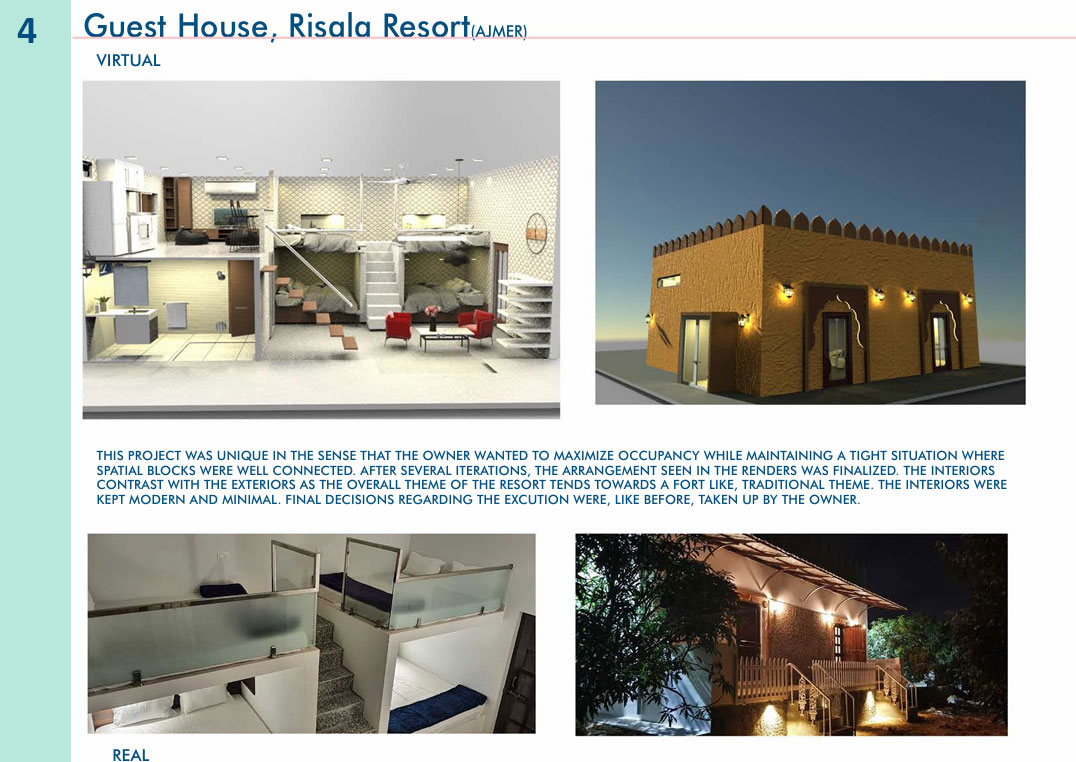 4
Guest House, Risala Resort(AJMER)
VIRTUAL
THIS PROJECT WAS UNIQUE IN THE SENSE THAT THE OWNER WANTED TO MAXIMIZE OCCUPANCY WHILE MAINTAINING A TIGHT SITUATION WHERE
SPATIAL BLOCKS WERE WELL CONNECTED. AFTER SEVERAL ITERATIONS, THE ARRANGEMENT SEEN IN THE RENDERS WAS FINALIZED. THE INTERIORS
CONTRAST WITH THE EXTERIORS AS THE OVERALL THEME OF THE RESORT TENDS TOWARDS A FORT LIKE, TRADITIONAL THEME. THE INTERIORS WERE
KEPT MODERN AND MINIMAL. FINAL DECISIONS REGARDING THE EXCUTION WERE, LIKE BEFORE, TAKEN UP BY THE OWNER.
REAL